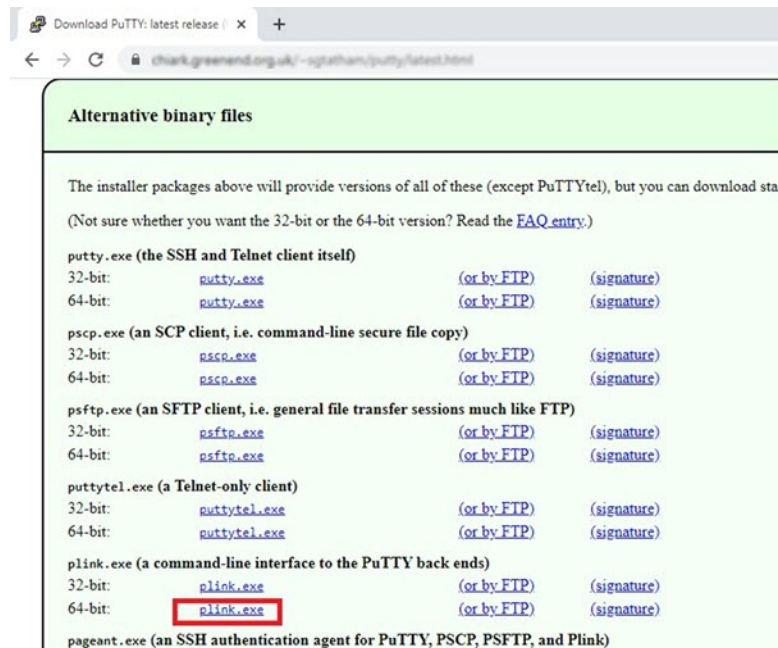 Download PuTTY: latest release (
chiark.greenend.org.uk/~sgtatham/putty/latest.html
Alternative binary files
The installer packages above will provide versions of all of these (except PuTTYtel), but you can download sta
(Not sure whether you want the 32-bit or the 64-bit version? Read the FAQ entry.)
putty.exe (the SSH and Telnet client itself)
32-bit: putty.exe (or by FTP) (signature)
64-bit: putty.exe (or by FTP) (signature)
pscp.exe (an SCP client, i.e. command-line secure file copy)
32-bit: pscp.exe (or by FTP) (signature)
64-bit: pscp.exe (or by FTP) (signature)
psftp.exe (an SFTP client, i.e. general file transfer sessions much like FTP)
32-bit: psftp.exe (or by FTP) (signature)
64-bit: psftp.exe (or by FTP) (signature)
puttytel.exe (a Telnet-only client)
32-bit: puttytel.exe (or by FTP) (signature)
64-bit: puttytel.exe (or by FTP) (signature)
plink.exe (a command-line interface to the PuTTY back ends)
32-bit: plink.exe (or by FTP) (signature)
64-bit: plink.exe (or by FTP) (signature)
pageant.exe (an SSH authentication agent for PuTTY, PSCP, PSFTP, and Plink)